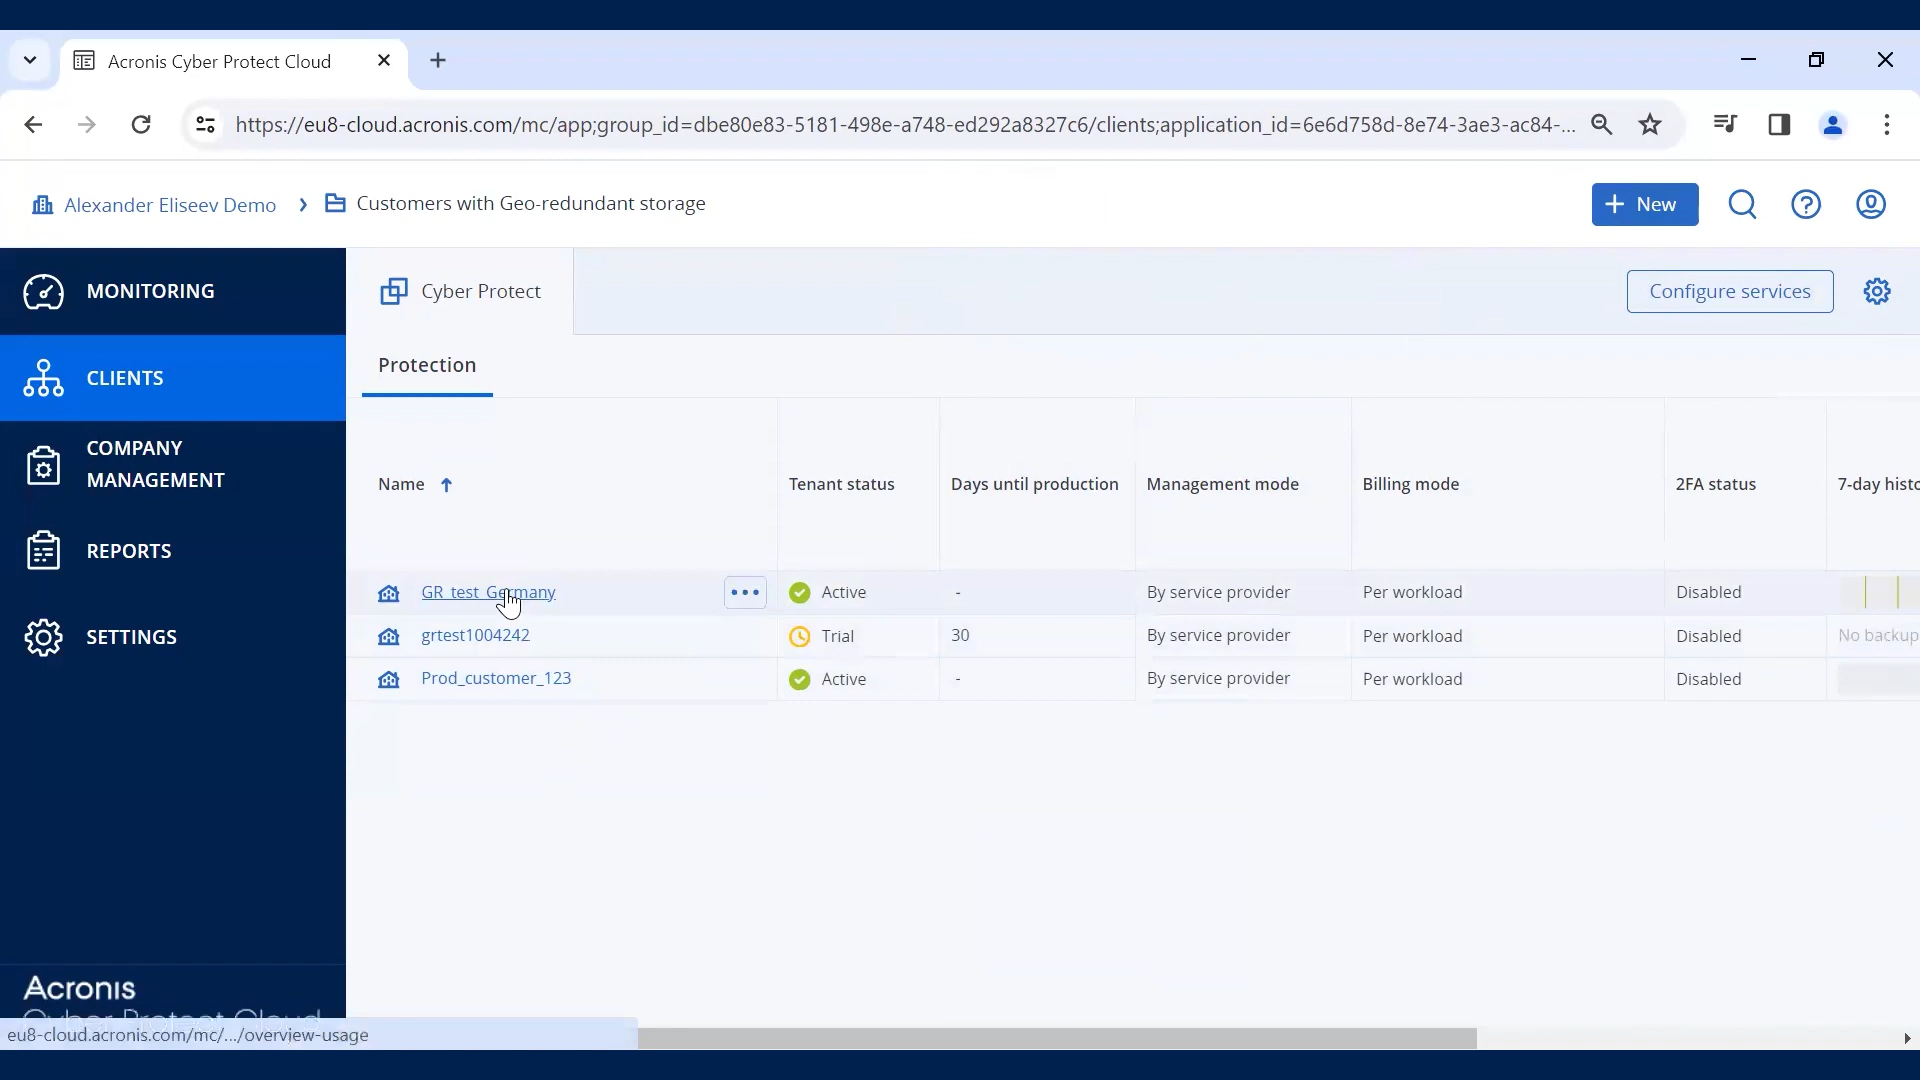 Acronis Cyber Protect Cloud
https://eu8-cloud.acronis.com/mc/app;group_id=dbe80e83-5181-498e-a748-ed292a8327c6/clients;application_id=6e6d758d-8e74-3ae3-ac84-...
Alexander Eliseev Demo
Customers with Geo-redundant storage
New
MONITORING
CLIENTS
COMPANY
MANAGEMENT
REPORTS
SETTINGS
Cyber Protect
Configure services
Protection
Name Tenant status Days until production Management mode Billing mode 2FA status 7-day histo
GR_test_Germany Active - By service provider Per workload Disabled
grtest1004242 Trial 30 By service provider Per workload Disabled No backup
Prod_customer_123 Active - By service provider Per workload Disabled
Acronis
Cyber Protect Cloud
eu8-cloud.acronis.com/mc/.../overview-usage